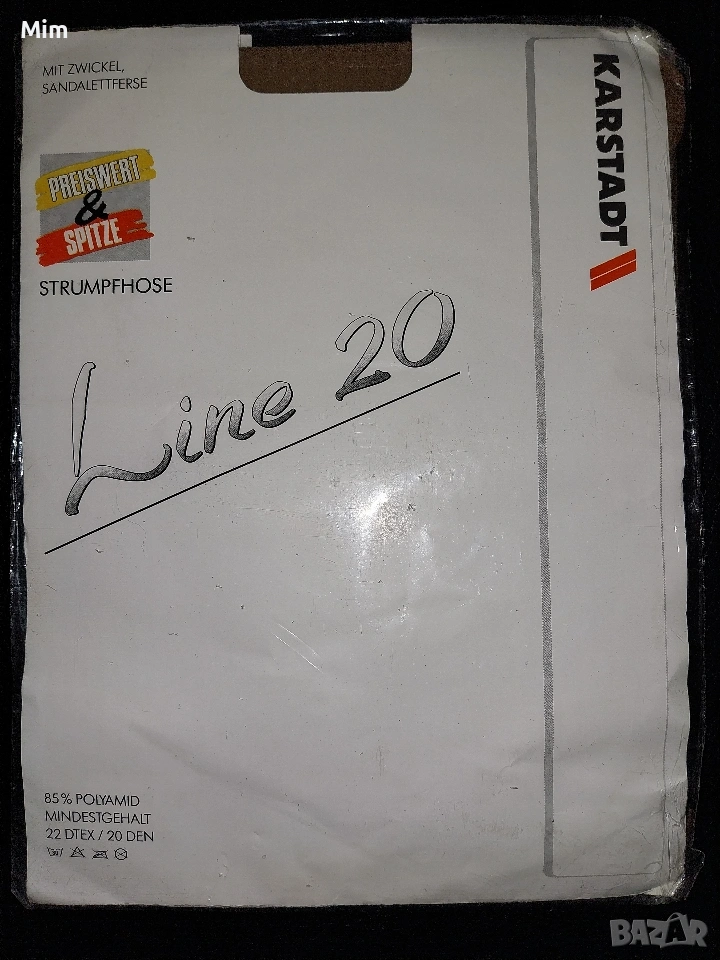 Mim
MIT ZWICKEL,
SANDALETTFERSE
PREISWERT
&
SPITZE
STRUMPFHOSE
KARSTADT
Line 20
85% POLYAMID
MINDESTGEHALT
22 DTEX / 20 DEN
BAZAR